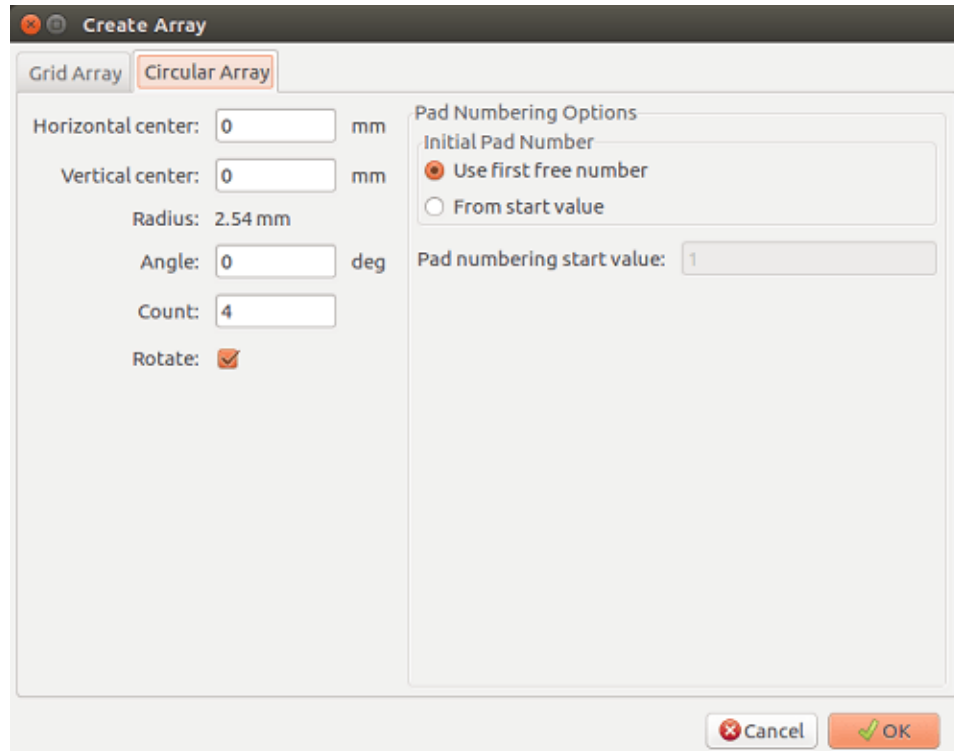 Create Array
Grid Array Circular Array
Horizontal center: 0 mm
Vertical center: 0 mm
Radius: 2.54 mm
Angle: 0 deg
Count: 4
Rotate:
Pad Numbering Options
Initial Pad Number
Use first free number
From start value
Pad numbering start value: 1
Cancel OK